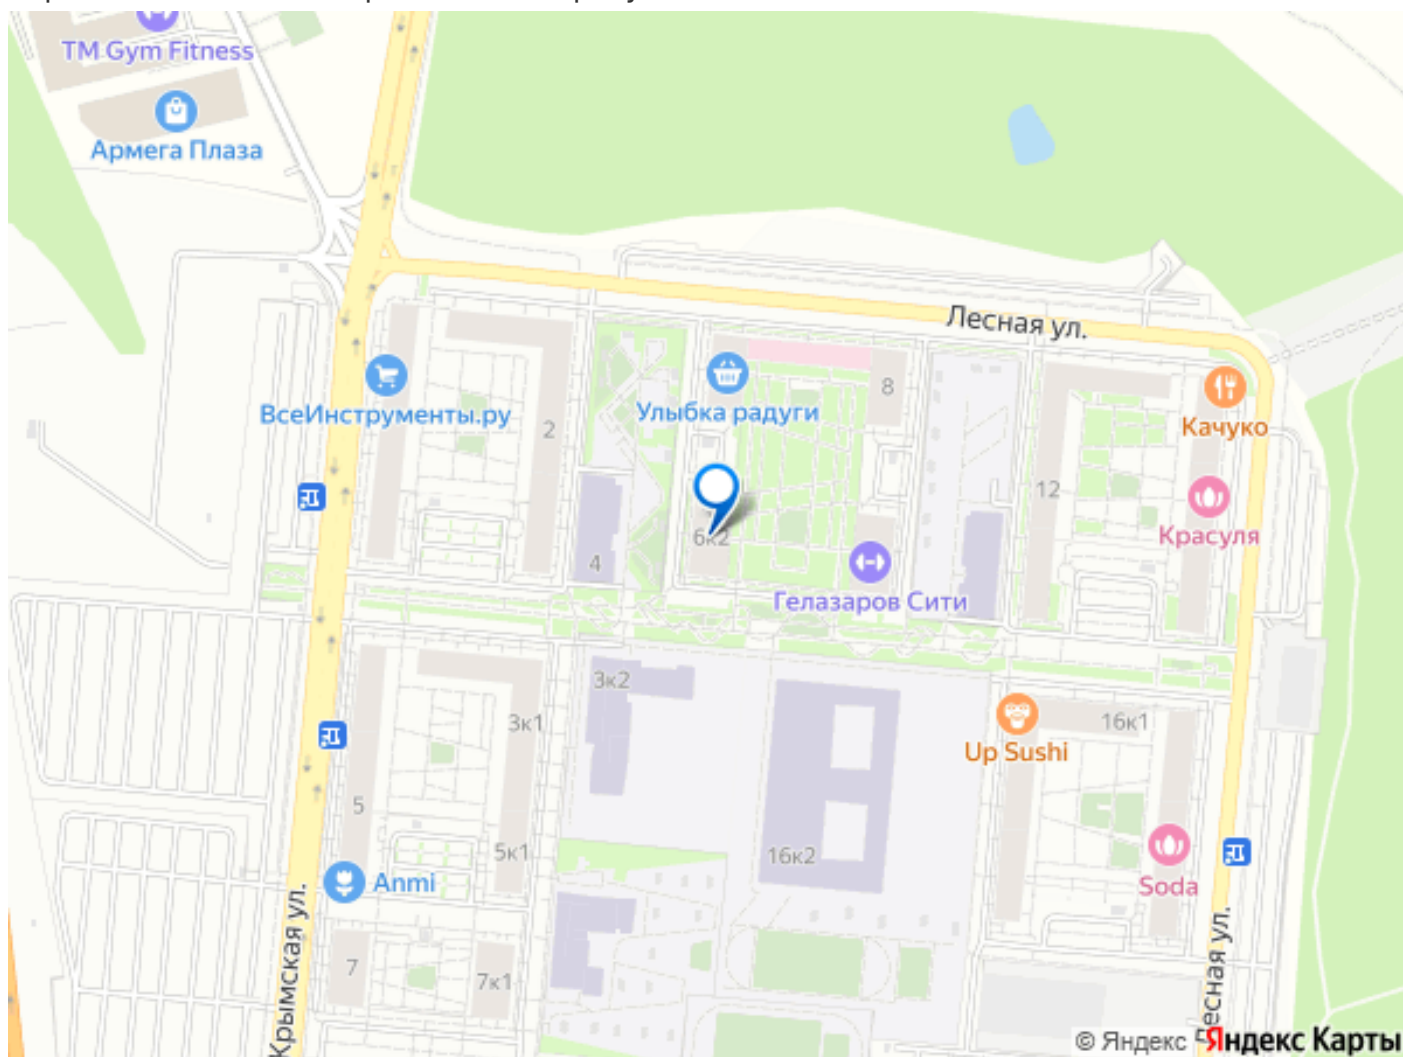 TM Gym Fitness
Армега Плаза
Лесная ул.
ВсеИнструменты.ру
2
Улыбка радуги
8
Качуко
12
Красуля
6к2
4
Гелазаров Сити
3к2
3к1
16к1
Up Sushi
5
5к1
16к2
Anmi
Soda
Крымская ул.
7
7к1
Лесная ул.
© Яндекс Яндекс Карты